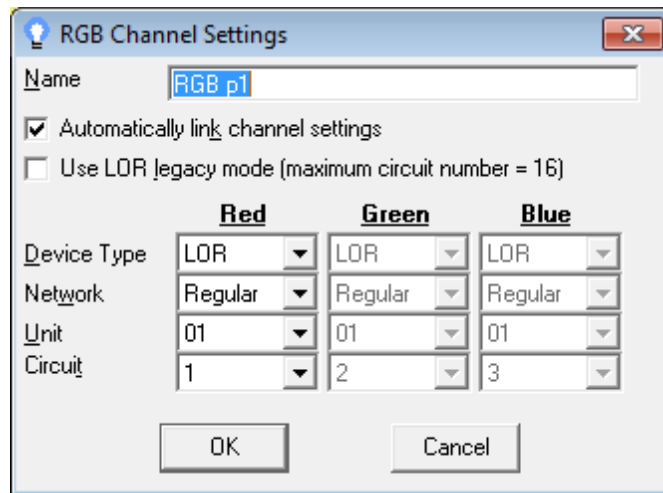 RGB Channel Settings
Name RGB p1
Automatically link channel settings
Use LOR legacy mode (maximum circuit number = 16)
Red Green Blue
Device Type LOR LOR LOR
Network Regular Regular Regular
Unit 01 01 01
Circuit 1 2 3
OK Cancel